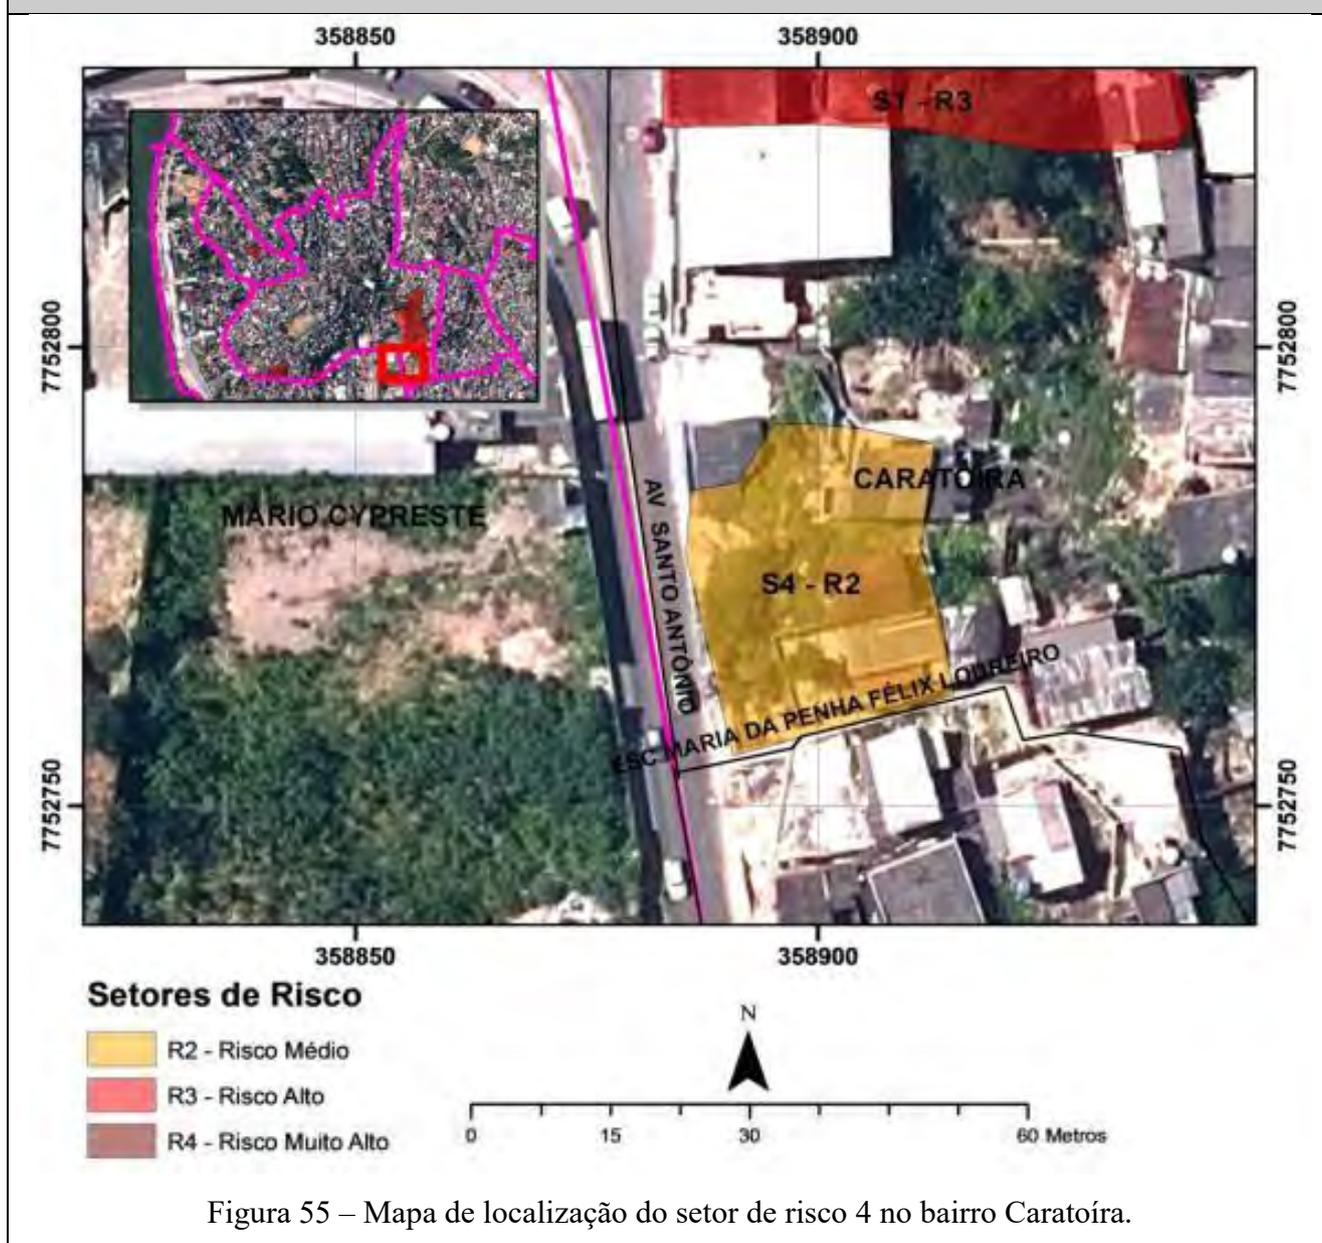 358850
358900
S1 - R3
7752800
7752800
CARATOÍRA
MÁRIO CYPRESTE
AV SANTO ANTÔNIO
S4 - R2
ESC MARIA DA PENHA FÉLIX LOUREIRO
7752750
7752750
358850
358900
Setores de Risco
R2 - Risco Médio
R3 - Risco Alto
R4 - Risco Muito Alto
N
0 15 30 60 Metros
Figura 55 – Mapa de localização do setor de risco 4 no bairro Caratoíra.